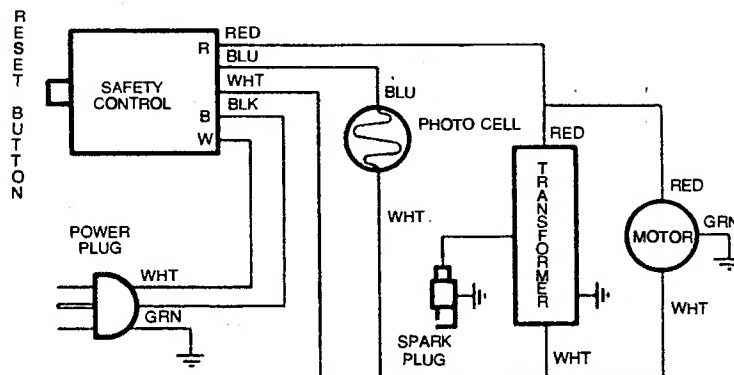 RESET BUTTON
SAFETY
CONTROL
R
B
W
RED
BLU
WHT
BLK
BLU
PHOTO CELL
WHT
RED
TRANSFORMER
RED
MOTOR
GRN
WHT
POWER
PLUG
WHT
GRN
SPARK
PLUG
WHT